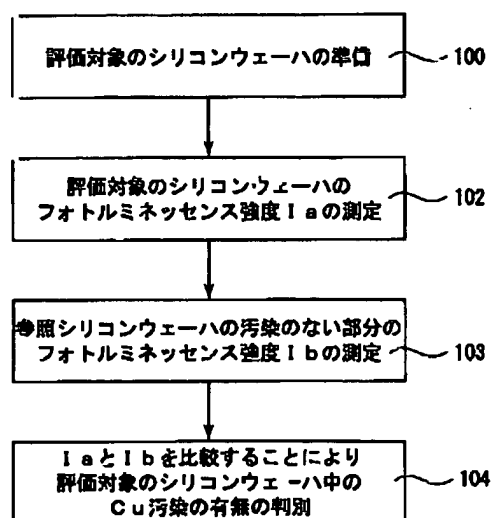 評価対象のシリコンウェーハの準備
100
評価対象のシリコンウェーハの
フォトルミネッセンス強度Iaの測定
102
参照シリコンウェーハの汚染のない部分の
フォトルミネッセンス強度Ibの測定
103
IaとIbを比較することにより
評価対象のシリコンウェーハ中の
Cu汚染の有無の判別
104